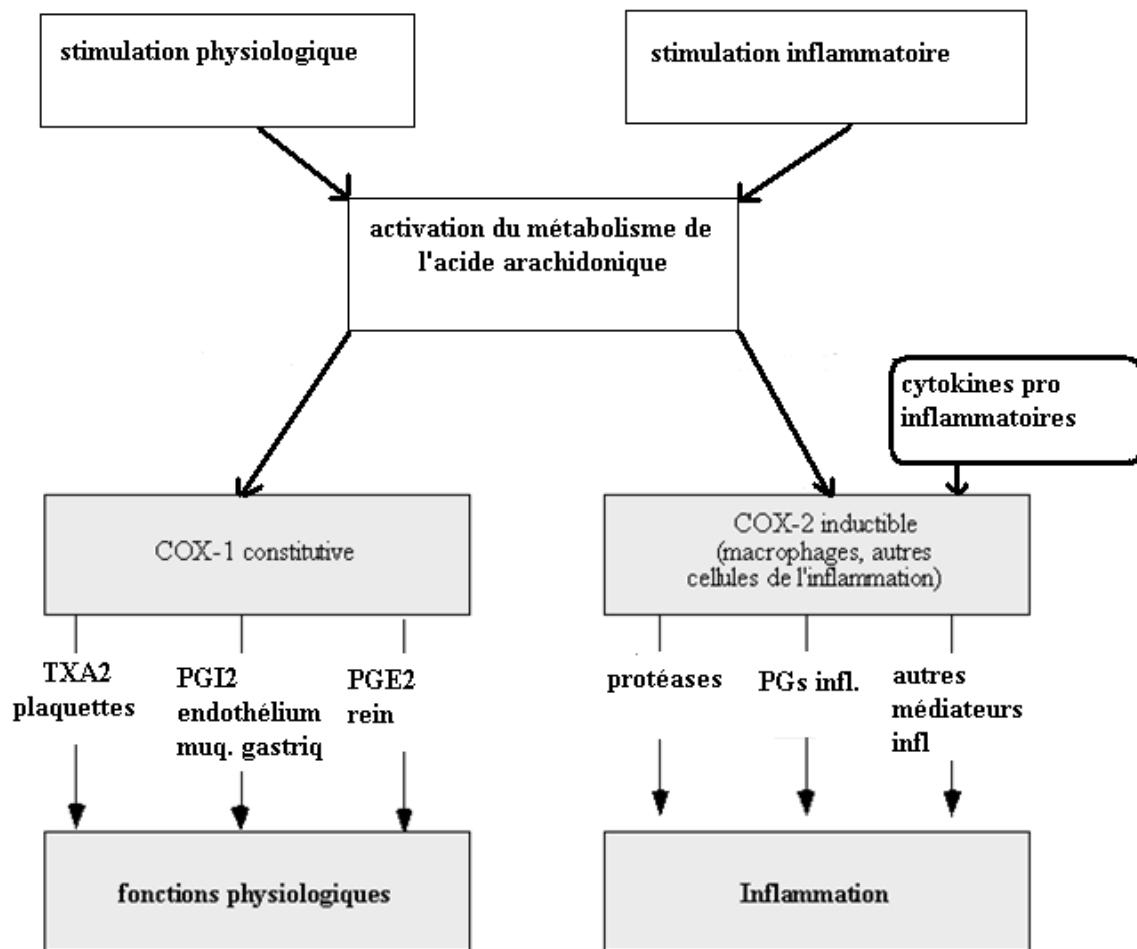 stimulation physiologique
stimulation inflammatoire
activation du métabolisme de
l'acide arachidonique
cytokines pro
inflammatoires
COX-1 constitutive
COX-2 inductible
(macrophages, autres
cellules de l'inflammation)
TXA2
plaquettes
PGI2
endothélium
muq. gastriq
PGE2
rein
protéases
PGs infl.
autres
médiateurs
infl
fonctions physiologiques
Inflammation